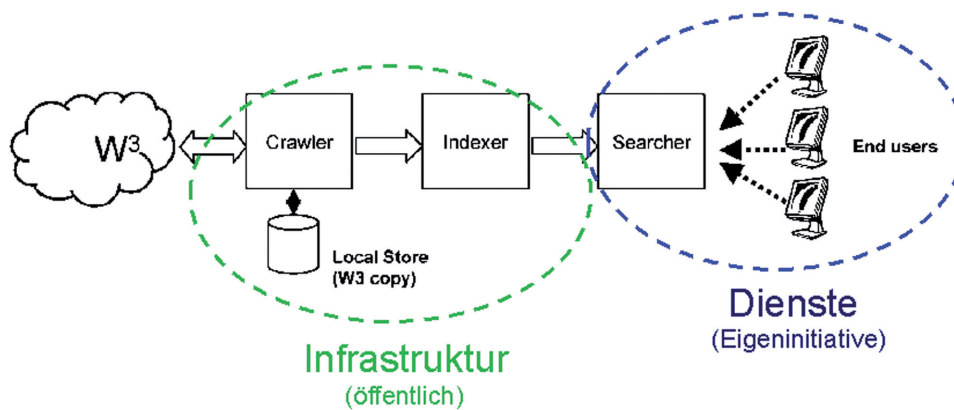 W³
Crawler
Indexer
Searcher
End users
Local Store
(W3 copy)
Dienste
(Eigeninitiative)
Infrastruktur
(öffentlich)